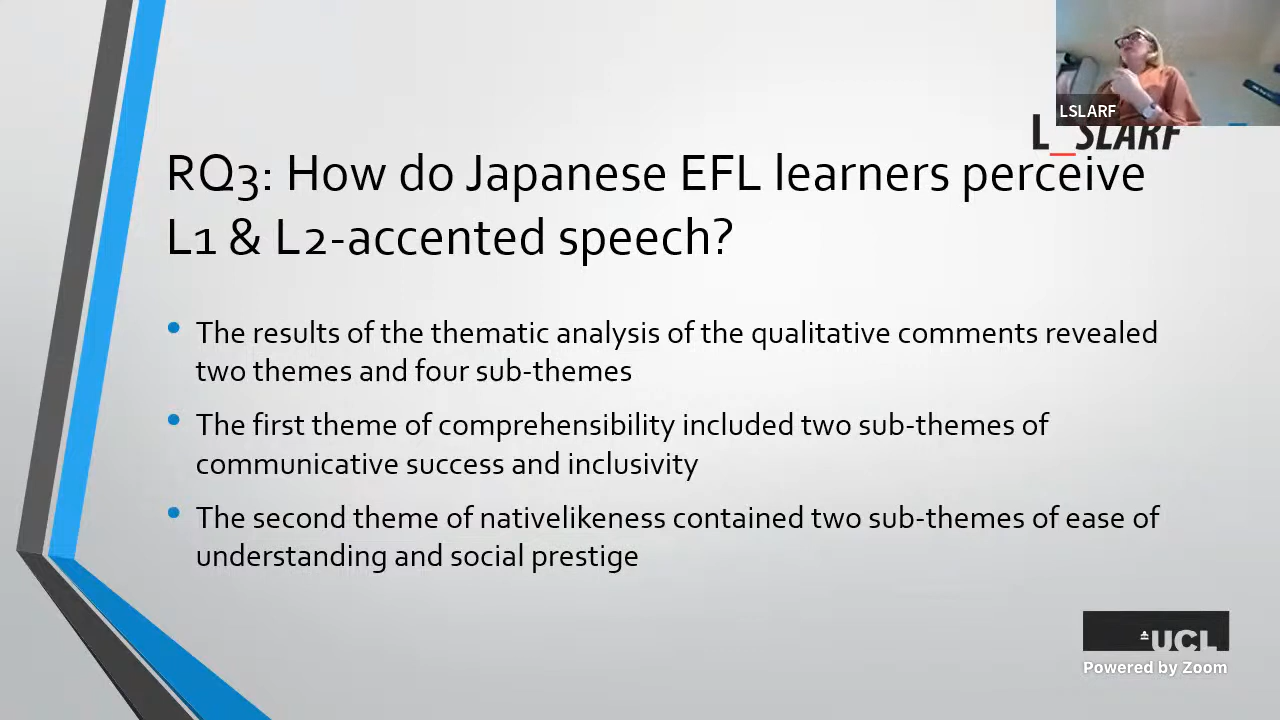 LSLARF
L_SLARF
RQ3: How do Japanese EFL learners perceive
L1 & L2-accented speech?
• The results of the thematic analysis of the qualitative comments revealed
two themes and four sub-themes
• The first theme of comprehensibility included two sub-themes of
communicative success and inclusivity
• The second theme of nativelikeness contained two sub-themes of ease of
understanding and social prestige
UCL
Powered by Zoom